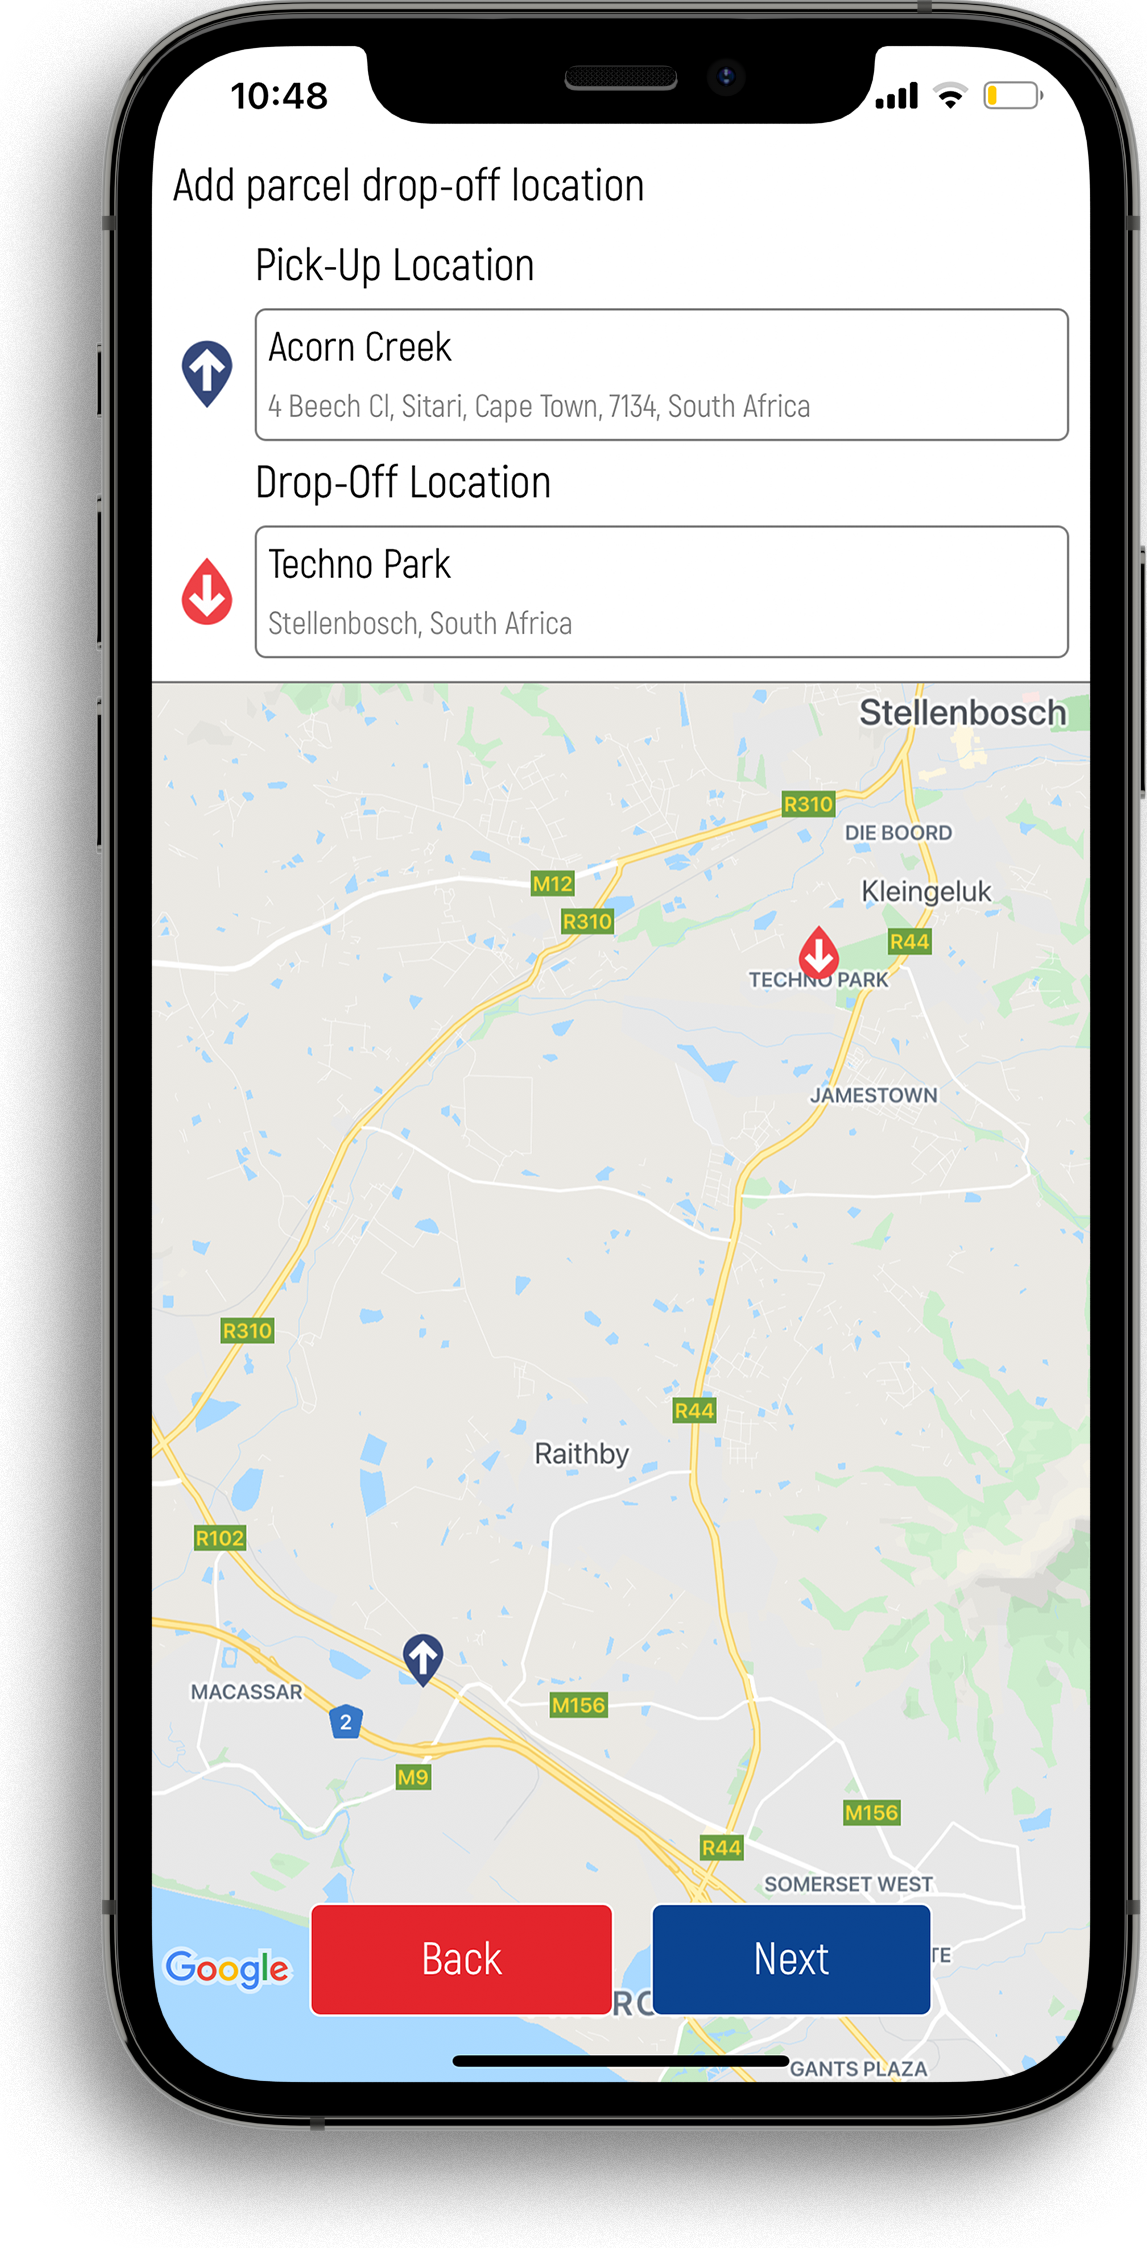 10:48
Add parcel drop-off location
Pick-Up Location
Acorn Creek
4 Beech Cl, Sitari, Cape Town, 7134, South Africa
Drop-Off Location
Techno Park
Stellenbosch, South Africa
Stellenbosch
R310
DIE BOORD
M12
Kleingeluk
R310
R44
TECHNO PARK
JAMESTOWN
R310
R44
Raithby
R102
MACASSAR
M156
2
M9
M156
R44
SOMERSET WEST
Back
Next
Google
GANTS PLAZA